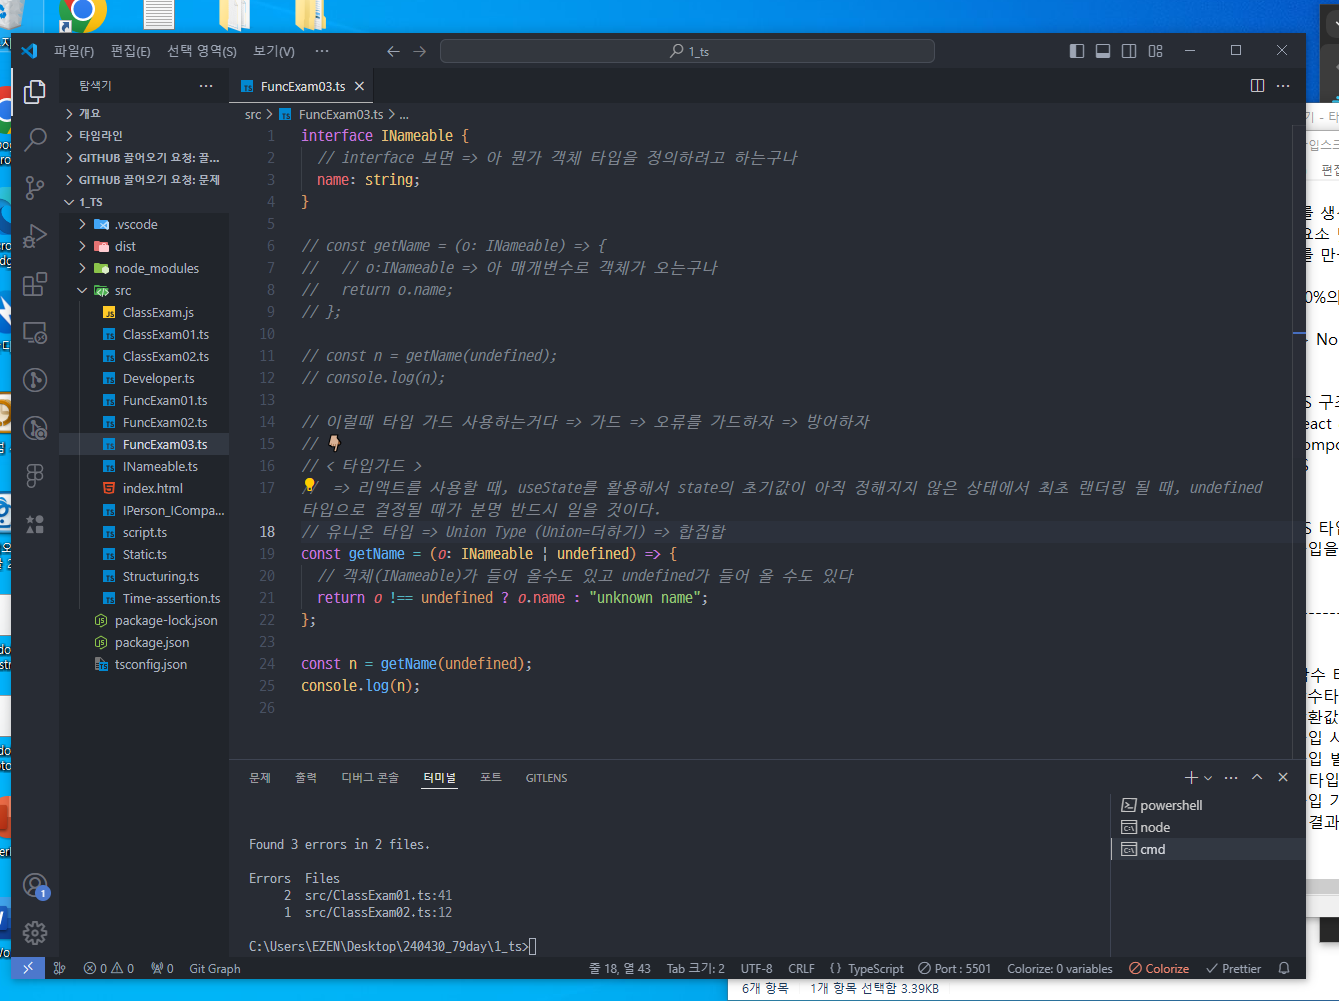 파일(F) 편집(E) 선택 영역(S) 보기(V) ··· 1_ts
탐색기
FuncExam03.ts
개요
타임라인
GITHUB 끌어오기 요청: 끌...
GITHUB 끌어오기 요청: 문제
1_TS
.vscode
dist
node_modules
src
ClassExam.js
ClassExam01.ts
ClassExam02.ts
Developer.ts
FuncExam01.ts
FuncExam02.ts
FuncExam03.ts
INameable.ts
index.html
IPerson_ICompa...
script.ts
Static.ts
Structuring.ts
Time-assertion.ts
package-lock.json
package.json
tsconfig.json
src > FuncExam03.ts > ...
1 interface INameable {
2 // interface 보면 => 아 뭔가 객체 타입을 정의하려고 하는구나
3 name: string;
4 }
5
6 // const getName = (o: INameable) => {
7 // // o:INameable => 아 매개변수로 객체가 오는구나
8 // return o.name;
9 // };
10
11 // const n = getName(undefined);
12 // console.log(n);
13
14 // 이럴때 타입 가드 사용하는거다 => 가드 => 오류를 가드하자 => 방어하자
15 // 👇
16 // < 타입가드 >
17 // => 리액트를 사용할 때, useState를 활용해서 state의 초기값이 아직 정해지지 않은 상태에서 최초 랜더링 될 때, undefined
타입으로 결정될 때가 분명 반드시 일을 것이다.
18 // 유니온 타입 => Union Type (Union=더하기) => 합집합
19 const getName = (o: INameable | undefined) => {
20 // 객체(INameable)가 들어 올수도 있고 undefined가 들어 올 수도 있다
21 return o !== undefined ? o.name : "unknown name";
22 };
23
24 const n = getName(undefined);
25 console.log(n);
26
문제 출력 디버그 콘솔 터미널 포트 GITLENS
Found 3 errors in 2 files.
Errors Files
2 src/ClassExam01.ts:41
1 src/ClassExam02.ts:12
C:\Users\EZEN\Desktop\240430_79day\1_ts>
powershell
node
cmd
1
0 0 0 Git Graph 줄 18, 열 43 Tab 크기: 2 UTF-8 CRLF {} TypeScript Port : 5501 Colorize: 0 variables Colorize Prettier
6개 항목 1개 항목 선택함 3.39KB